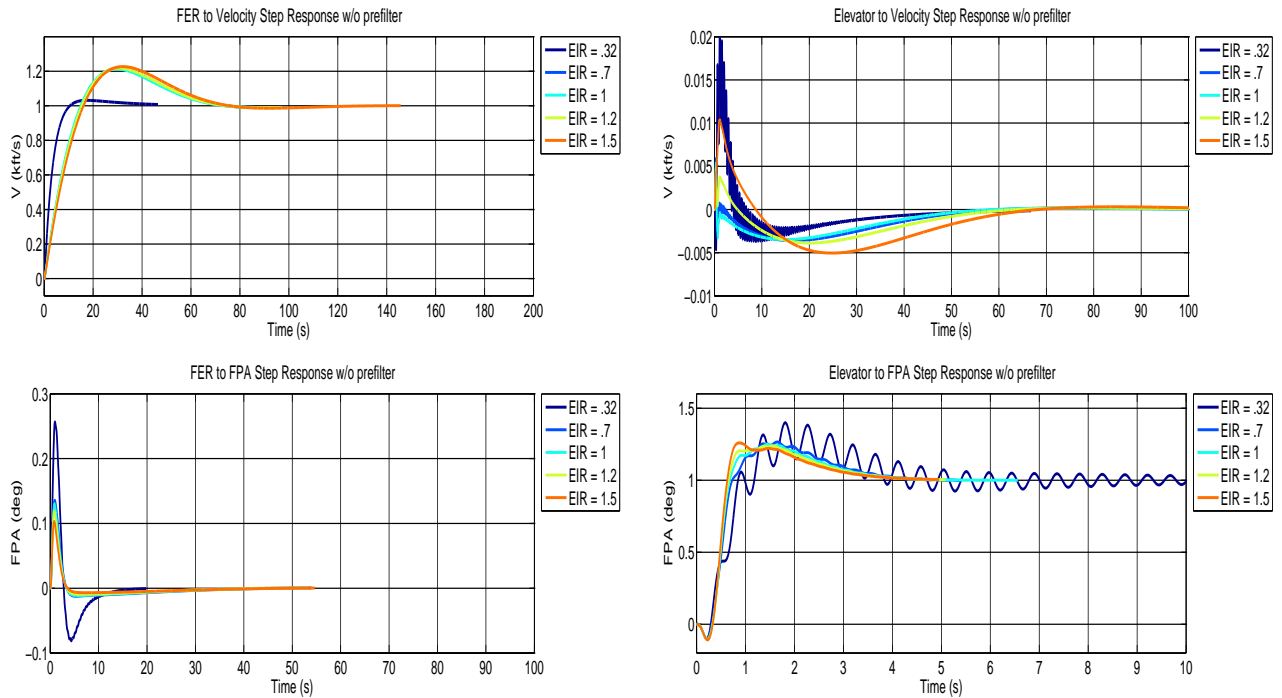 FER to Velocity Step Response w/o prefilter
V (kft/s)
1.2
1
0.8
0.6
0.4
0.2
0
0 20 40 60 80 100 120 140 160 180 200
Time (s)
EIR = .32
EIR = .7
EIR = 1
EIR = 1.2
EIR = 1.5
Elevator to Velocity Step Response w/o prefilter
V (kft/s)
0.02
0.015
0.010
0.005
0
−0.005
−0.01
0 10 20 30 40 50 60 70 80 90 100
Time (s)
EIR = .32
EIR = .7
EIR = 1
EIR = 1.2
EIR = 1.5
FER to FPA Step Response w/o prefilter
FPA (deg)
0.3
0.2
0.1
0
−0.1
0 10 20 30 40 50 60 70 80 90 100
Time (s)
EIR = .32
EIR = .7
EIR = 1
EIR = 1.2
EIR = 1.5
Elevator to FPA Step Response w/o prefilter
FPA (deg)
1.5
1
0.5
0
0 1 2 3 4 5 6 7 8 9 10
Time (s)
EIR = .32
EIR = .7
EIR = 1
EIR = 1.2
EIR = 1.5